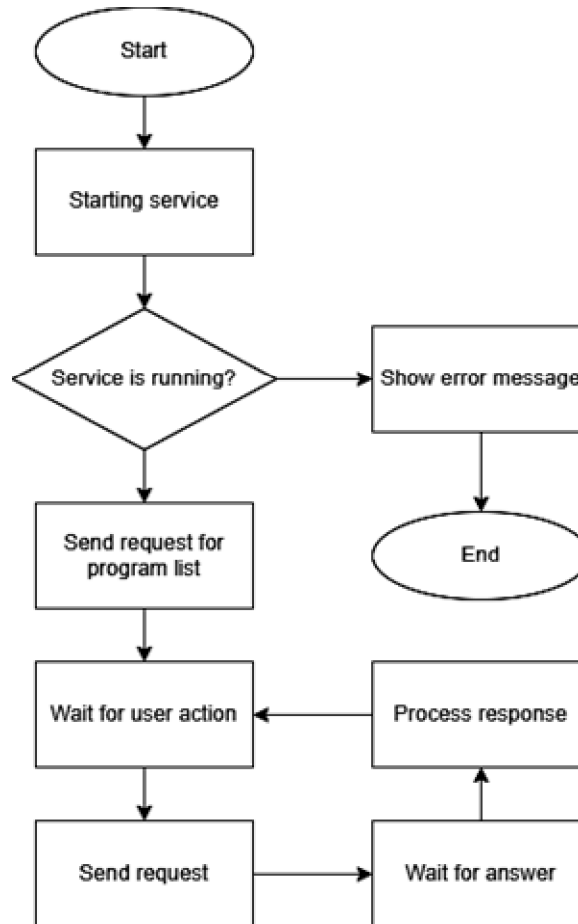 Start
Starting service
Service is running?
Show error message
Send request for
program list
End
Wait for user action
Process response
Send request
Wait for answer